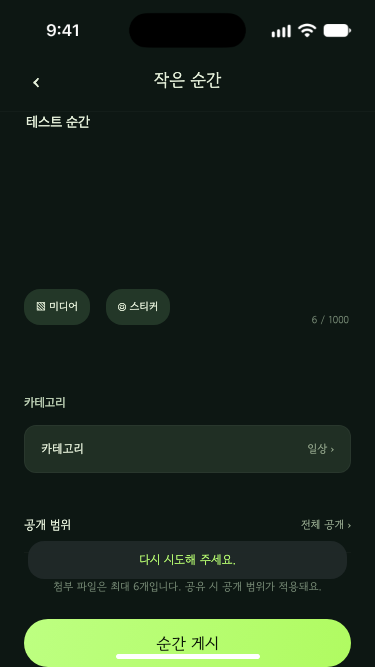 9:41
작은 순간
테스트 순간
미디어
스티커
6 / 1000
카테고리
카테고리
일상 ›
공개 범위
전체 공개 ›
다시 시도해 주세요.
첨부 파일은 최대 6개입니다. 공유 시 공개 범위가 적용돼요.
순간 게시